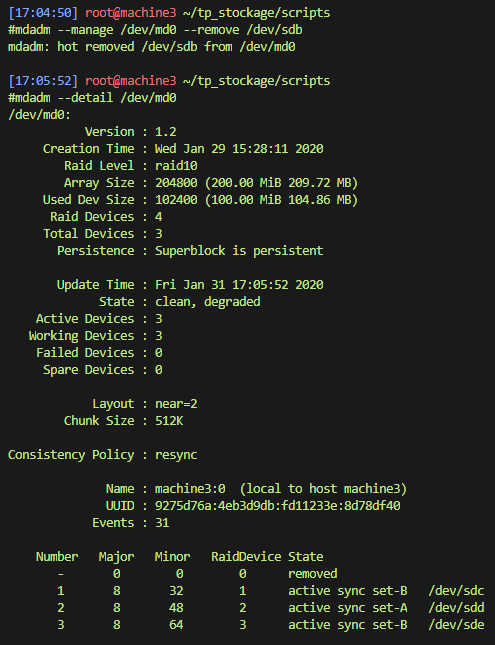 [17:04:50] root@machine3 ~/tp_stockage/scripts
#mdadm --manage /dev/md0 --remove /dev/sdb
mdadm: hot removed /dev/sdb from /dev/md0
[17:05:52] root@machine3 ~/tp_stockage/scripts
#mdadm --detail /dev/md0
/dev/md0:
Version : 1.2
Creation Time : Wed Jan 29 15:28:11 2020
Raid Level : raid10
Array Size : 204800 (200.00 MiB 209.72 MB)
Used Dev Size : 102400 (100.00 MiB 104.86 MB)
Raid Devices : 4
Total Devices : 3
Persistence : Superblock is persistent
Update Time : Fri Jan 31 17:05:52 2020
State : clean, degraded
Active Devices : 3
Working Devices : 3
Failed Devices : 0
Spare Devices : 0
Layout : near=2
Chunk Size : 512K
Consistency Policy : resync
Name : machine3:0  (local to host machine3)
UUID : 9275d76a:4eb3d9db:fd11233e:8d78df40
Events : 31
Number   Major   Minor   RaidDevice State
-       0        0        0      removed
1       8       32        1      active sync set-B   /dev/sdc
2       8       48        2      active sync set-A   /dev/sdd
3       8       64        3      active sync set-B   /dev/sde